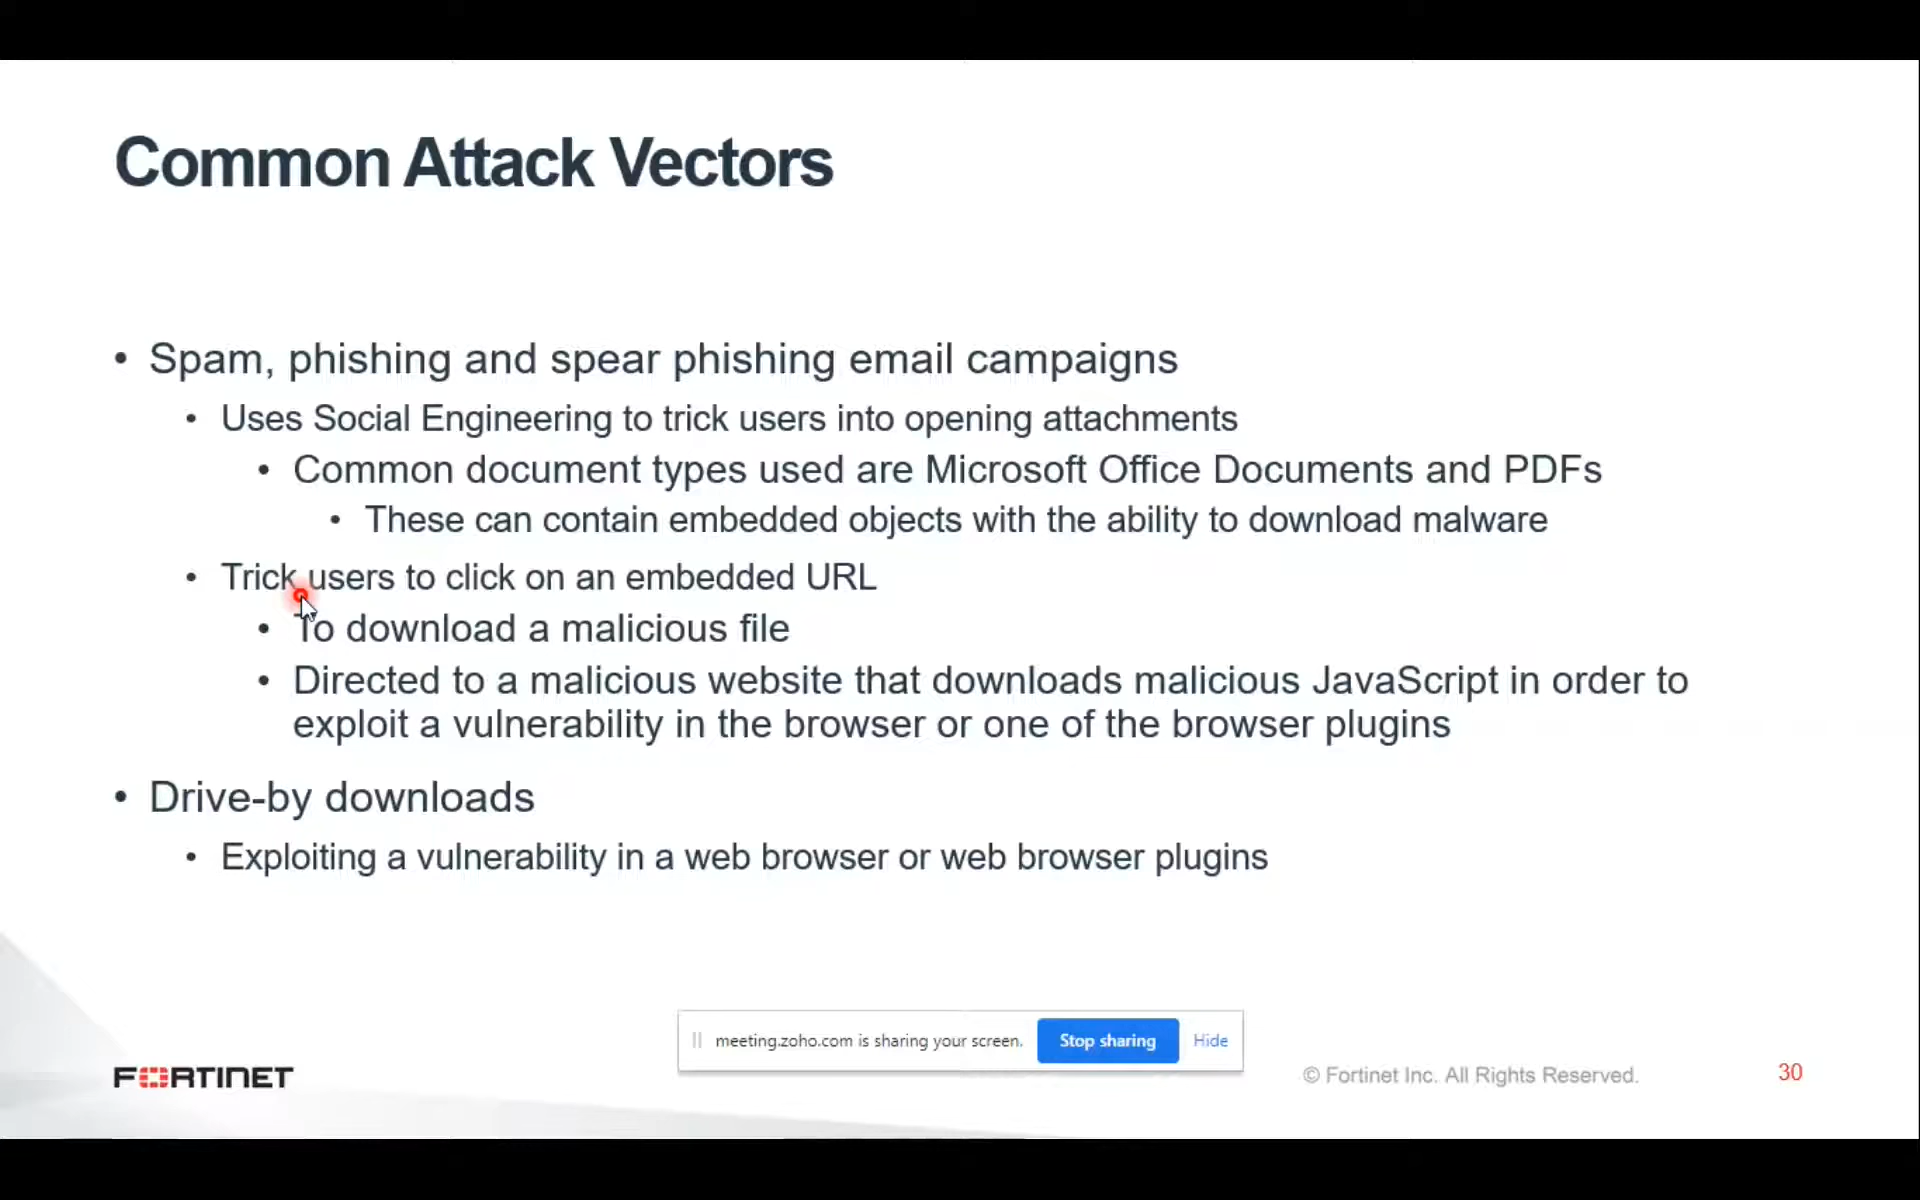 Common Attack Vectors
• Spam, phishing and spear phishing email campaigns
• Uses Social Engineering to trick users into opening attachments
• Common document types used are Microsoft Office Documents and PDFs
• These can contain embedded objects with the ability to download malware
• Trick users to click on an embedded URL
• To download a malicious file
• Directed to a malicious website that downloads malicious JavaScript in order to
exploit a vulnerability in the browser or one of the browser plugins
• Drive-by downloads
• Exploiting a vulnerability in a web browser or web browser plugins
meeting.zoho.com is sharing your screen. Stop sharing Hide
FORTINET
© Fortinet Inc. All Rights Reserved. 30